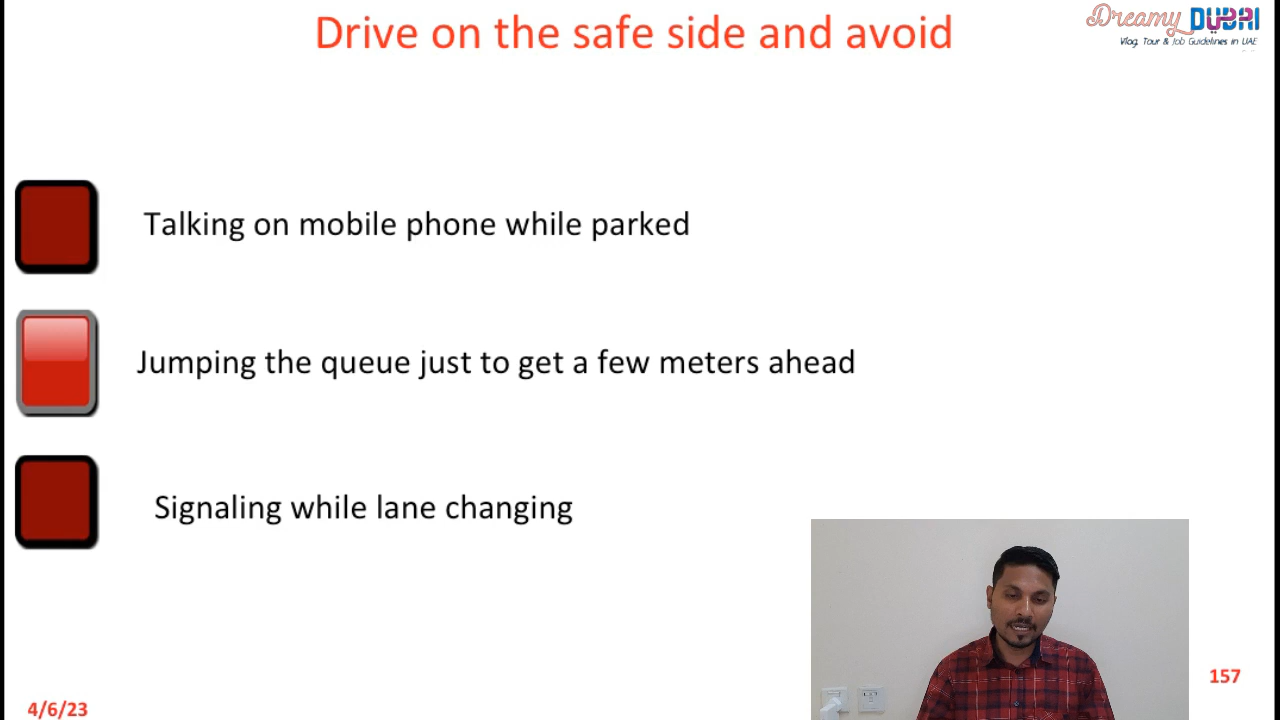 Drive on the safe side and avoid
Dreamy DUBAI
Vlog, Tour & Job Guidelines in UAE
Talking on mobile phone while parked
Jumping the queue just to get a few meters ahead
Signaling while lane changing
157
4/6/23